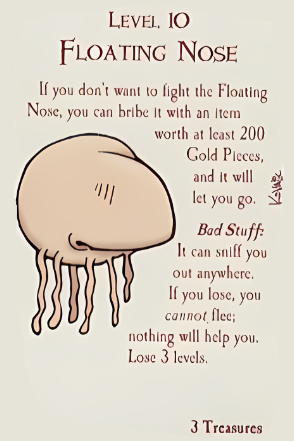 LEVEL 10
FLOATING NOSE
If you don't want to fight the Floating
Nose, you can bribe it with an item
worth at least 200
Gold Pieces,
and it will
let you go.
Bad Stuff:
It can sniff you
out anywhere.
If you lose, you
cannot flee;
nothing will help you.
Lose 3 levels.
3 Treasures